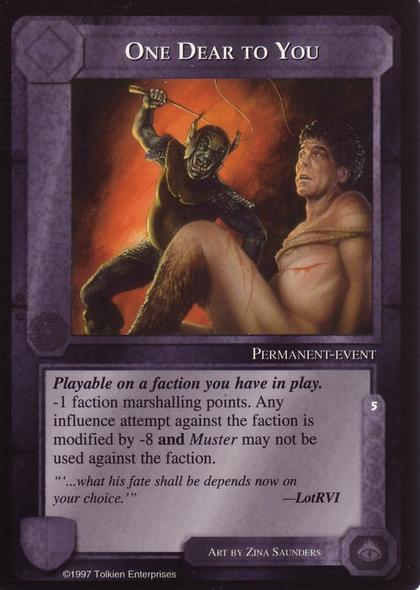 ONE DEAR TO YOU
PERMANENT-EVENT
Playable on a faction you have in play.
-1 faction marshalling points. Any
influence attempt against the faction is
modified by -8 and Muster may not be
used against the faction.
5
“‘...what his fate shall be depends now on
your choice.’”
—LotRVI
ART BY ZINA SAUNDERS
©1997 Tolkien Enterprises